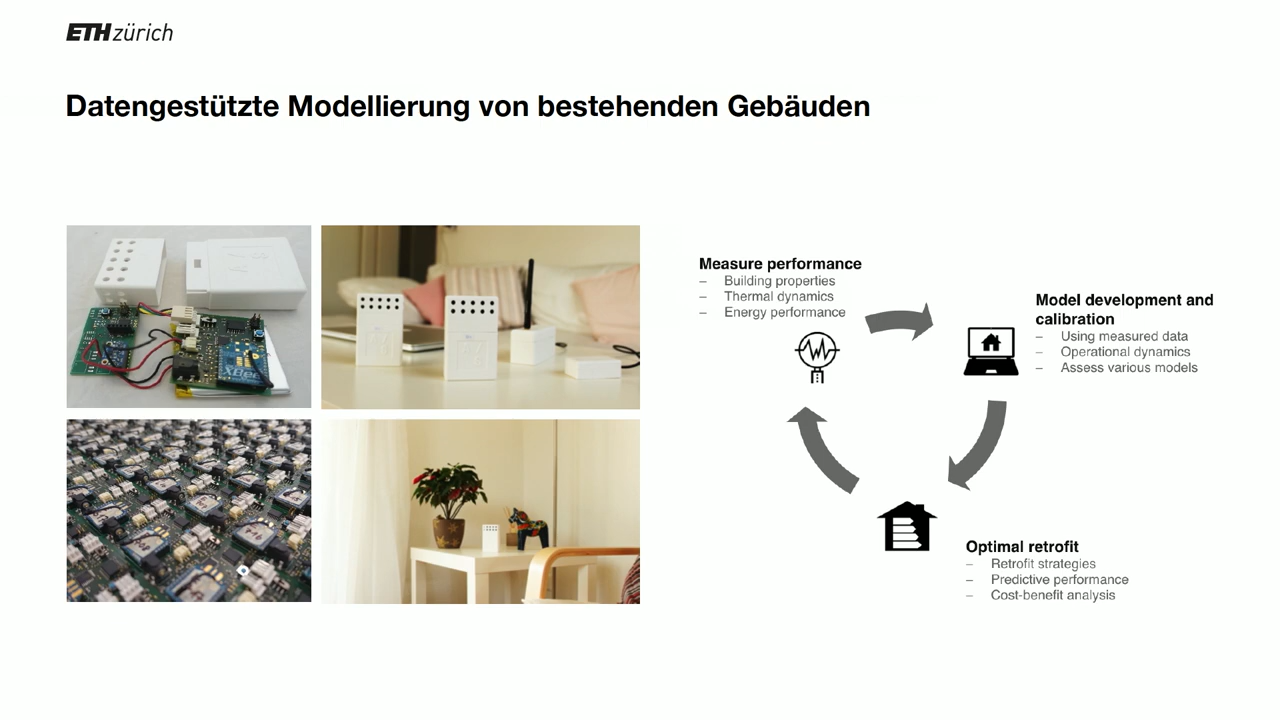 ETH zürich
Datengestützte Modellierung von bestehenden Gebäuden
XBee
Measure performance
– Building properties
– Thermal dynamics
– Energy performance
Model development and
calibration
– Using measured data
– Operational dynamics
– Assess various models
Optimal retrofit
– Retrofit strategies
– Predictive performance
– Cost-benefit analysis